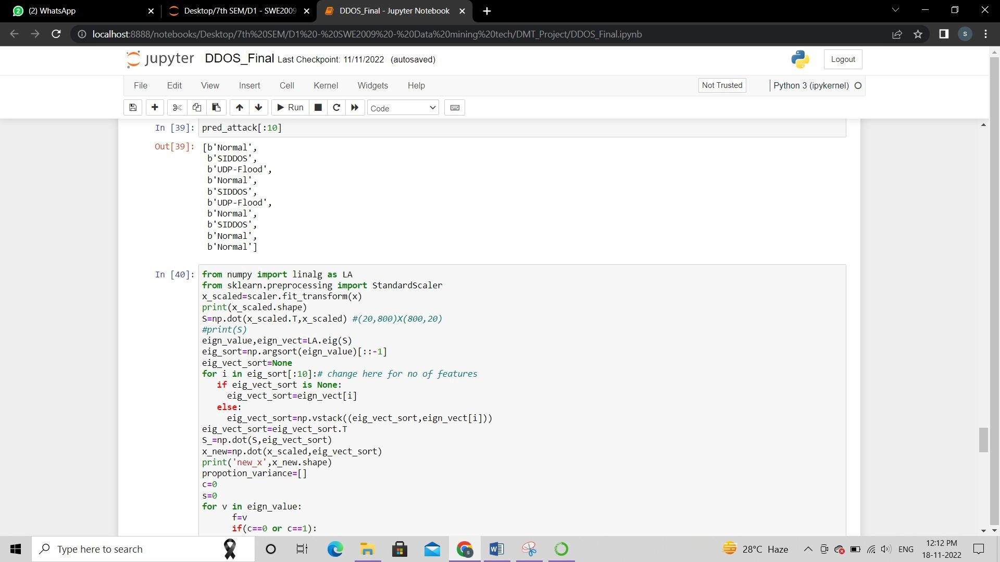 (2) WhatsApp
Desktop/7th SEM/D1 - SWE2009
DDOS_Final - Jupyter Notebook
localhost:8888/notebooks/Desktop/7th%20SEM/D1%20-%20SWE2009%20-%20Data%20mining%20tech/DMT_Project/DDOS_Final.ipynb
S
jupyter DDOS_Final Last Checkpoint: 11/11/2022 (autosaved)
Logout
File Edit View Insert Cell Kernel Widgets Help
Not Trusted
Python 3 (ipykernel)
Run
Code
In [39]: pred_attack[:10]
Out[39]: [b'Normal',
b'SIDDOS',
b'UDP-Flood',
b'Normal',
b'SIDDOS',
b'UDP-Flood',
b'Normal',
b'SIDDOS',
b'Normal',
b'Normal']
In [40]: from numpy import linalg as LA
from sklearn.preprocessing import StandardScaler
x_scaled=scaler.fit_transform(x)
print(x_scaled.shape)
S=np.dot(x_scaled.T,x_scaled) #(20,800)X(800,20)
#print(S)
eign_value,eign_vect=LA.eig(S)
eig_sort=np.argsort(eign_value)[::-1]
eig_vect_sort=None
for i in eig_sort[:10]:# change here for no of features
if eig_vect_sort is None:
eig_vect_sort=eign_vect[i]
else:
eig_vect_sort=np.vstack((eig_vect_sort,eign_vect[i]))
eig_vect_sort=eig_vect_sort.T
S_=np.dot(S,eig_vect_sort)
x_new=np.dot(x_scaled,eig_vect_sort)
print('new_x',x_new.shape)
propotion_variance=[]
c=0
s=0
for v in eign_value:
f=v
if(c==0 or c==1):
Type here to search
28°C Haze
ENG
12:12 PM
18-11-2022